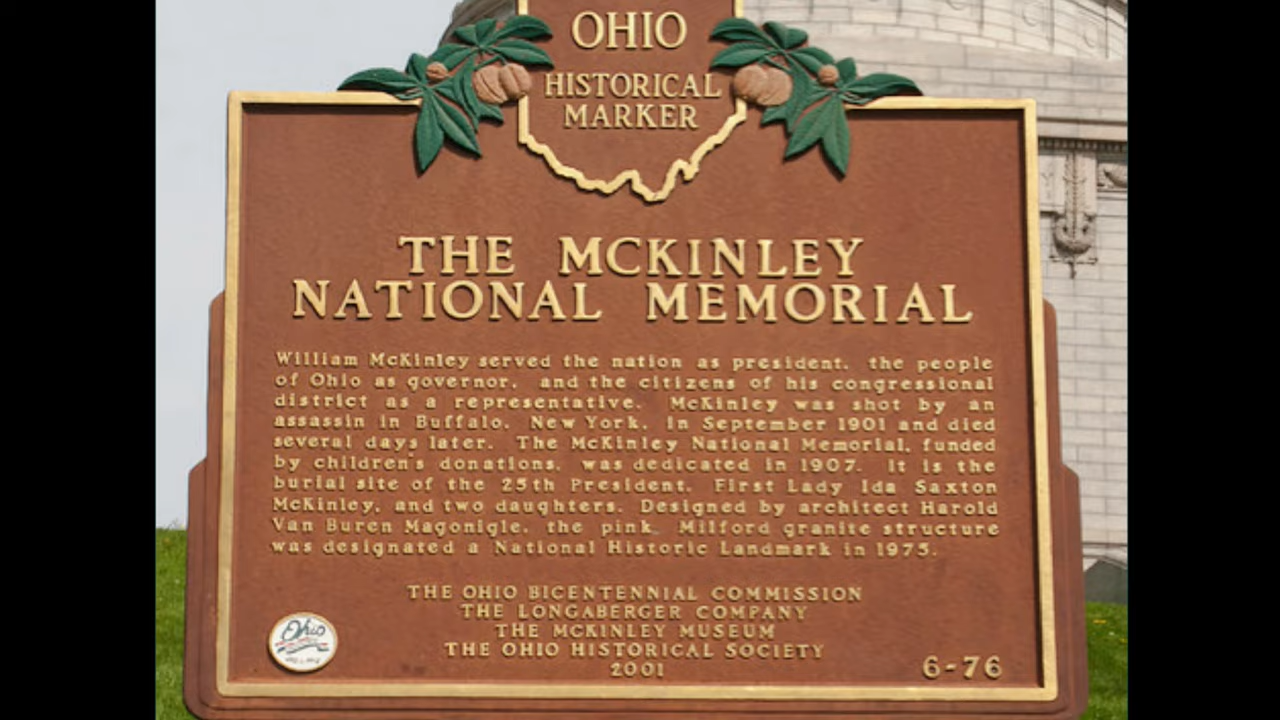 OHIO
HISTORICAL
MARKER
THE MCKINLEY
NATIONAL MEMORIAL
William McKinley served the nation as president, the people
of Ohio as governor, and the citizens of his congressional
district as a representative. McKinley was shot by an
assassin in Buffalo, New York, in September 1901 and died
several days later. The McKinley National Memorial, funded
by children's donations, was dedicated in 1907. It is the
burial site of the 25th President, First Lady Ida Saxton
McKinley, and two daughters. Designed by architect Harold
Van Buren Magonigle, the pink Milford granite structure
was designated a National Historic Landmark in 1975.
THE OHIO BICENTENNIAL COMMISSION
THE LONGABERGER COMPANY
THE MCKINLEY MUSEUM
THE OHIO HISTORICAL SOCIETY
2001
6-76
Ohio